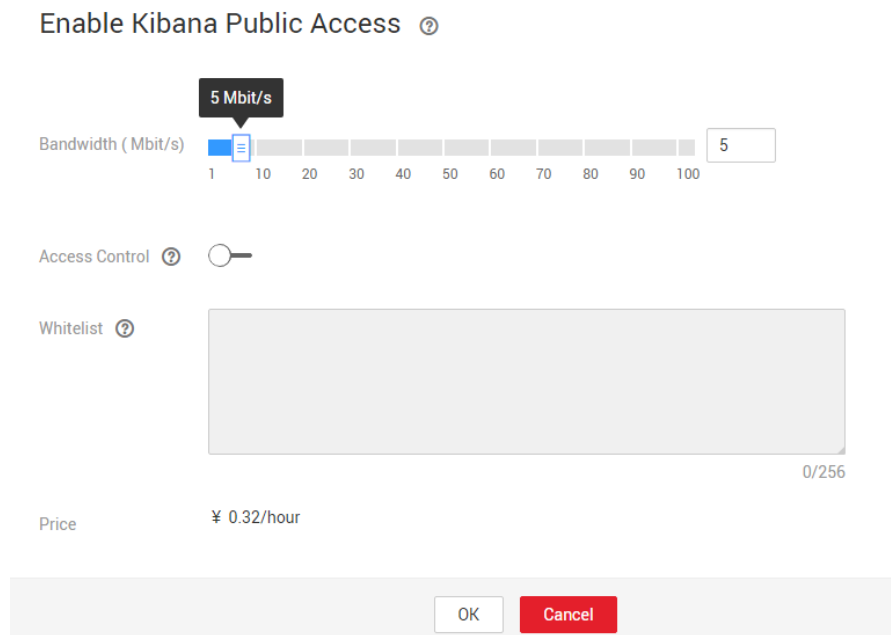 Enable Kibana Public Access
5 Mbit/s
Bandwidth ( Mbit/s)
5
1 10 20 30 40 50 60 70 80 90 100
Access Control
Whitelist
0/256
Price ¥ 0.32/hour
OK Cancel